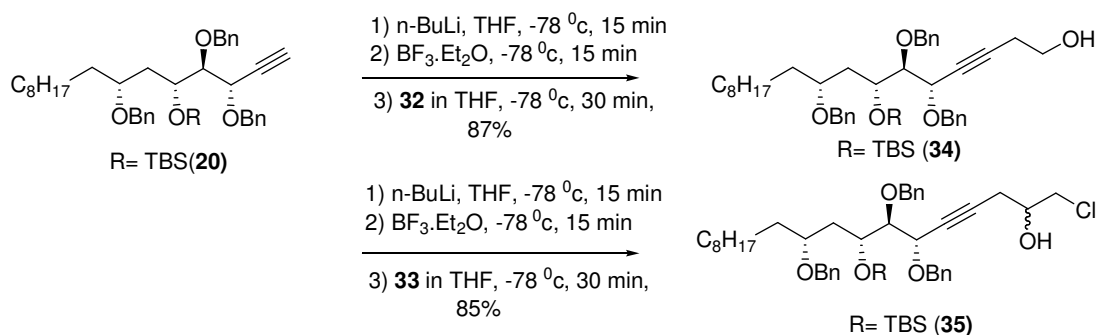 OBn
C8H17
OBn
OR
OBn
R= TBS(20)
1) n-BuLi, THF, -78 ⁰c, 15 min
2) BF3.Et2O, -78 ⁰c, 15 min
3) 32 in THF, -78 ⁰c, 30 min,
87%
OBn
OH
C8H17
OBn
OR
OBn
R= TBS (34)
1) n-BuLi, THF, -78 ⁰c, 15 min
2) BF3.Et2O, -78 ⁰c, 15 min
3) 33 in THF, -78 ⁰c, 30 min,
85%
OBn
Cl
C8H17
OH
OBn
OR
OBn
R= TBS (35)